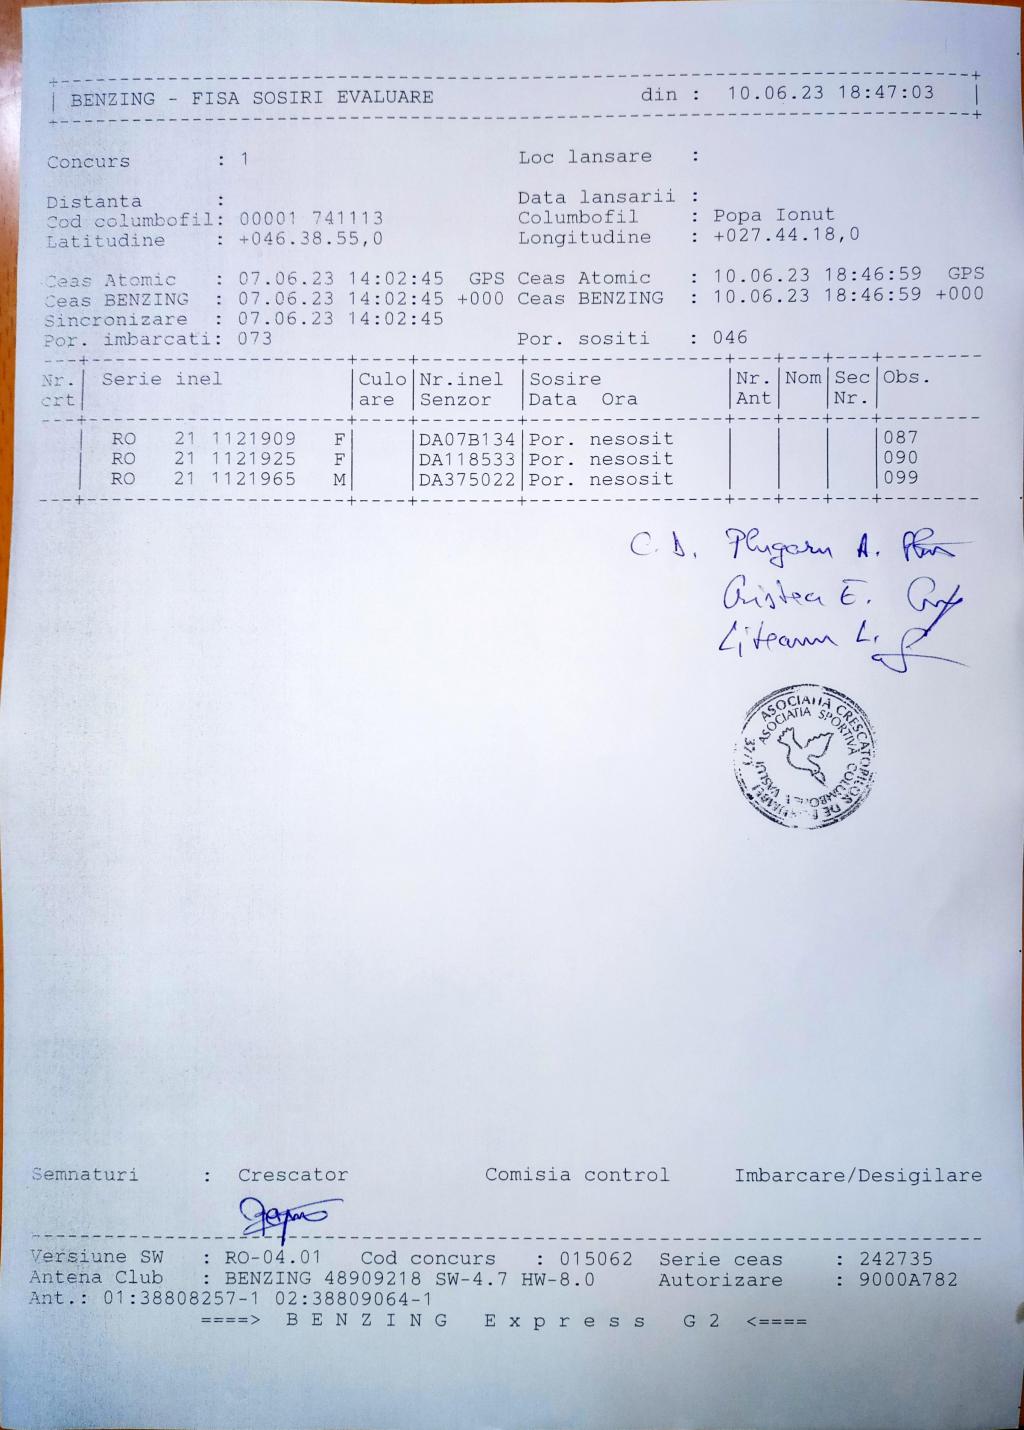 BENZING - FISA SOSIRI EVALUARE din : 10.06.23 18:47:03
Concurs : 1 Loc lansare :
Distanta : Data lansarii :
Cod columbofil: 00001 741113 Columbofil : Popa Ionut
Latitudine : +046.38.55,0 Longitudine : +027.44.18,0
Ceas Atomic : 07.06.23 14:02:45 GPS Ceas Atomic : 10.06.23 18:46:59 GPS
Ceas BENZING : 07.06.23 14:02:45 +000 Ceas BENZING : 10.06.23 18:46:59 +000
Sincronizare : 07.06.23 14:02:45
Por. imbarcati: 073 Por. sositi : 046
Nr. Serie inel Culo Nr.inel Sosire Nr. Nom Sec Obs.
crt are Senzor Data Ora Ant Nr.
RO 21 1121909 F DA07B134 Por. nesosit 087
RO 21 1121925 F DA118533 Por. nesosit 090
RO 21 1121965 M DA375022 Por. nesosit 099
C. D. Plugaru A.
Cristea E.
Liteanu L.
ASOCIATIA CRESCATORILOR DE
ASOCIATIA SPORTIVA
VASLUI
Semnaturi : Crescator Comisia control Imbarcare/Desigilare
Versiune SW : RO-04.01 Cod concurs : 015062 Serie ceas : 242735
Antena Club : BENZING 48909218 SW-4.7 HW-8.0 Autorizare : 9000A782
Ant.: 01:38808257-1 02:38809064-1
====> B E N Z I N G E x p r e s s G 2 <====